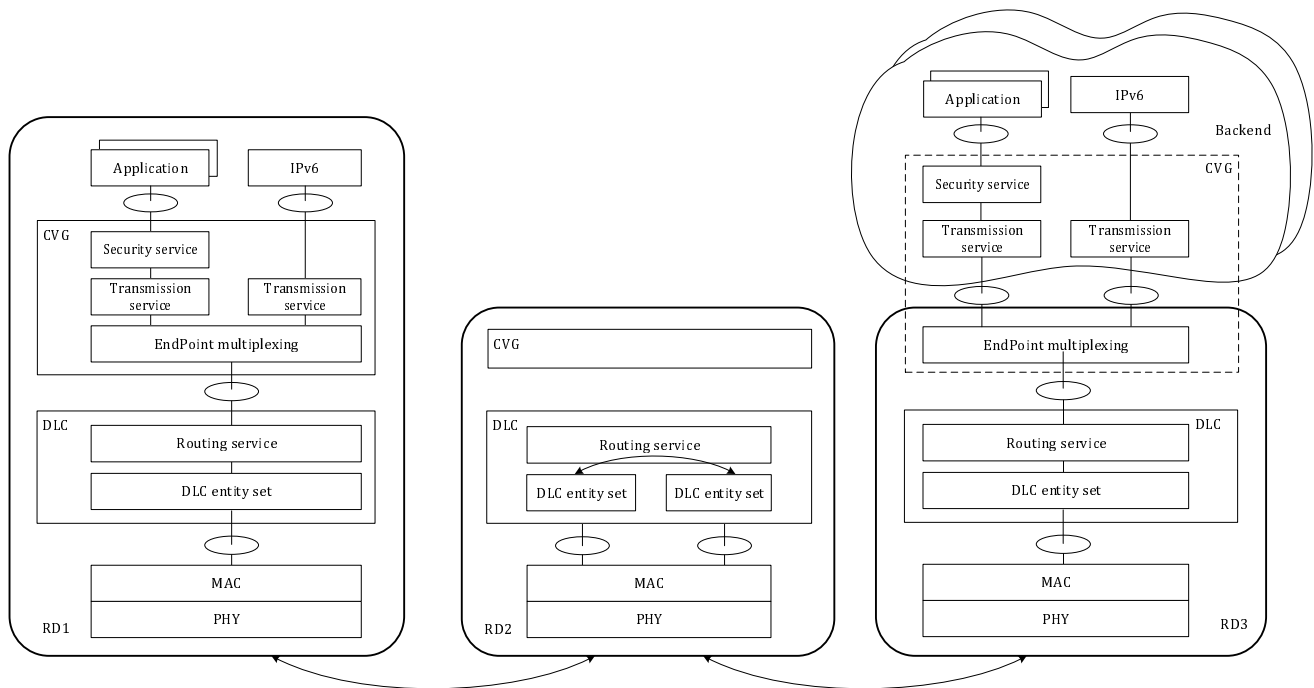 Application
IPv6
CVG
Security service
Transmission
service
Transmission
service
EndPoint multiplexing
DLC
Routing service
DLC entity set
MAC
PHY
RD1
CVG
DLC
Routing service
DLC entity set
DLC entity set
MAC
PHY
RD2
Application
IPv6
Backend
CVG
Security service
Transmission
service
Transmission
service
EndPoint multiplexing
DLC
Routing service
DLC entity set
MAC
PHY
RD3